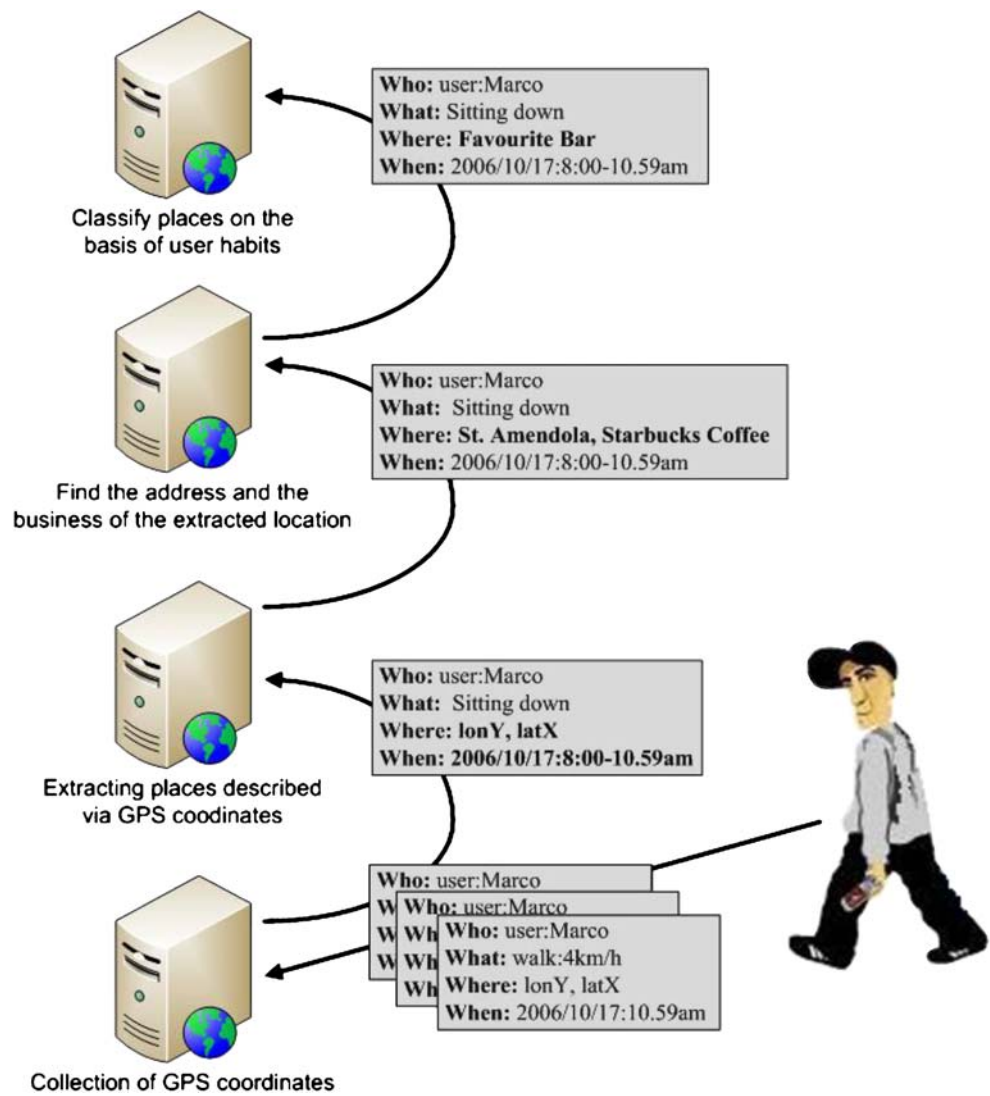 Who: user:Marco
What: Sitting down
Where: Favourite Bar
When: 2006/10/17:8:00-10.59am
Classify places on the
basis of user habits
Who: user:Marco
What: Sitting down
Where: St. Amendola, Starbucks Coffee
When: 2006/10/17:8:00-10.59am
Find the address and the
business of the extracted location
Who: user:Marco
What: Sitting down
Where: lonY, latX
When: 2006/10/17:8:00-10.59am
Extracting places described
via GPS coodinates
Who: user:Marco
Who: user:Marco
Who: user:Marco
What: walk:4km/h
Where: lonY, latX
When: 2006/10/17:10.59am
Collection of GPS coordinates